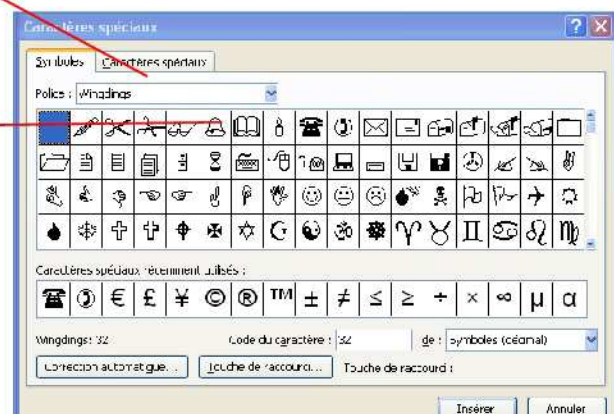 Caractères spéciaux
Symboles Caractères spéciaux
Police : Wingdings
Caractères spéciaux récemment utilisés :
€ £ ¥ © ® ™ ± ≠ ≤ ≥ ÷ × ∞ µ α
Wingdings: 32 Code du caractère : 32 de : Symboles (décimal)
Correction automatique... Touche de raccourci... Touche de raccourci :
Insérer Annuler